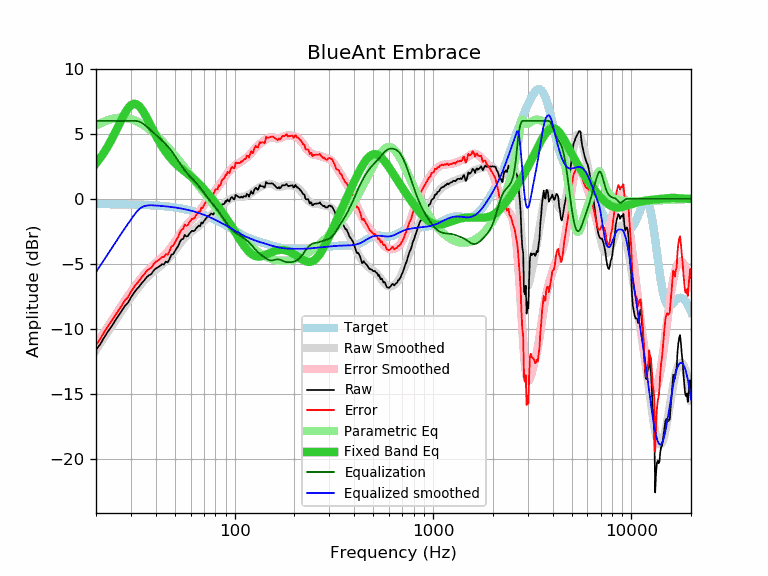 BlueAnt Embrace
10
5
0
−5
−10
−15
−20
Amplitude (dBr)
100
1000
10000
Frequency (Hz)
Target
Raw Smoothed
Error Smoothed
Raw
Error
Parametric Eq
Fixed Band Eq
Equalization
Equalized smoothed